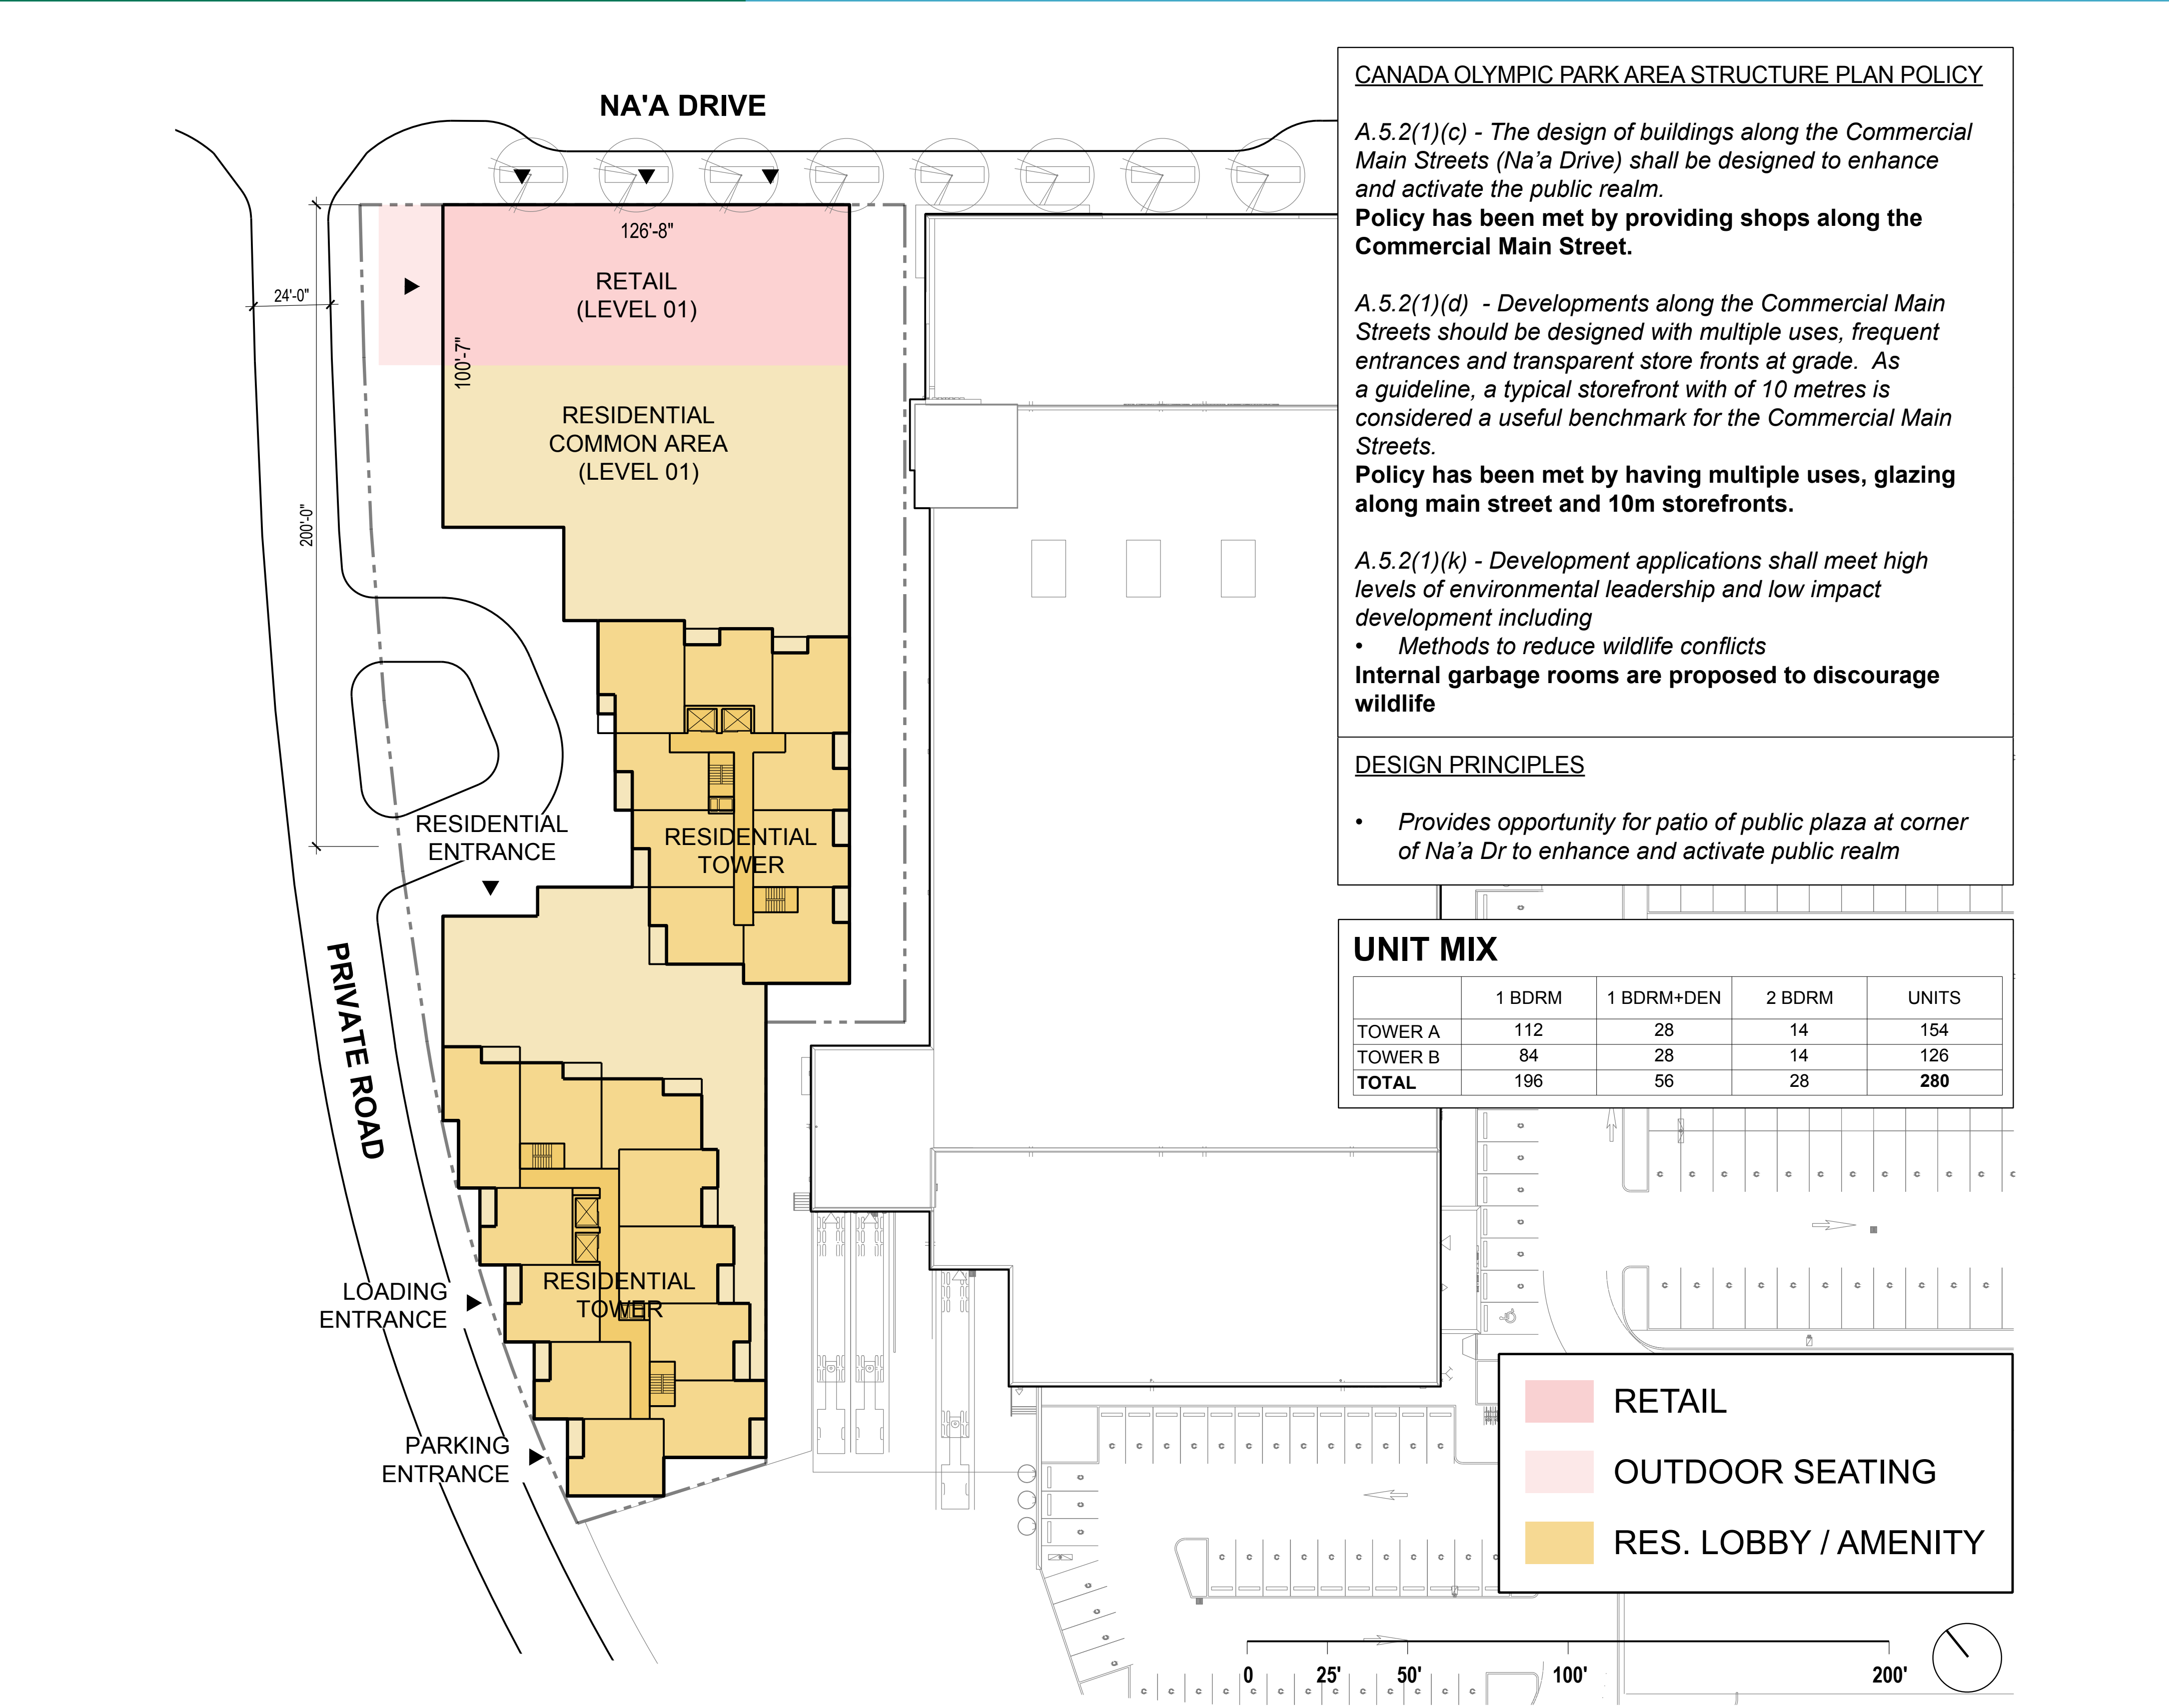 NA'A DRIVE
126'-8"
RETAIL
(LEVEL 01)
24'-0"
100'-7"
RESIDENTIAL
COMMON AREA
(LEVEL 01)
200'-0"
RESIDENTIAL
ENTRANCE
RESIDENTIAL
TOWER
PRIVATE ROAD
LOADING
ENTRANCE
RESIDENTIAL
TOWER
PARKING
ENTRANCE
CANADA OLYMPIC PARK AREA STRUCTURE PLAN POLICY
A.5.2(1)(c) - The design of buildings along the Commercial
Main Streets (Na'a Drive) shall be designed to enhance
and activate the public realm.
Policy has been met by providing shops along the
Commercial Main Street.
A.5.2(1)(d) - Developments along the Commercial Main
Streets should be designed with multiple uses, frequent
entrances and transparent store fronts at grade. As
a guideline, a typical storefront with of 10 metres is
considered a useful benchmark for the Commercial Main
Streets.
Policy has been met by having multiple uses, glazing
along main street and 10m storefronts.
A.5.2(1)(k) - Development applications shall meet high
levels of environmental leadership and low impact
development including
• Methods to reduce wildlife conflicts
Internal garbage rooms are proposed to discourage
wildlife
DESIGN PRINCIPLES
• Provides opportunity for patio of public plaza at corner
of Na'a Dr to enhance and activate public realm
UNIT MIX
1 BDRM 1 BDRM+DEN 2 BDRM UNITS
TOWER A 112 28 14 154
TOWER B 84 28 14 126
TOTAL 196 56 28 280
RETAIL
OUTDOOR SEATING
RES. LOBBY / AMENITY
0 25' 50' 100' 200'